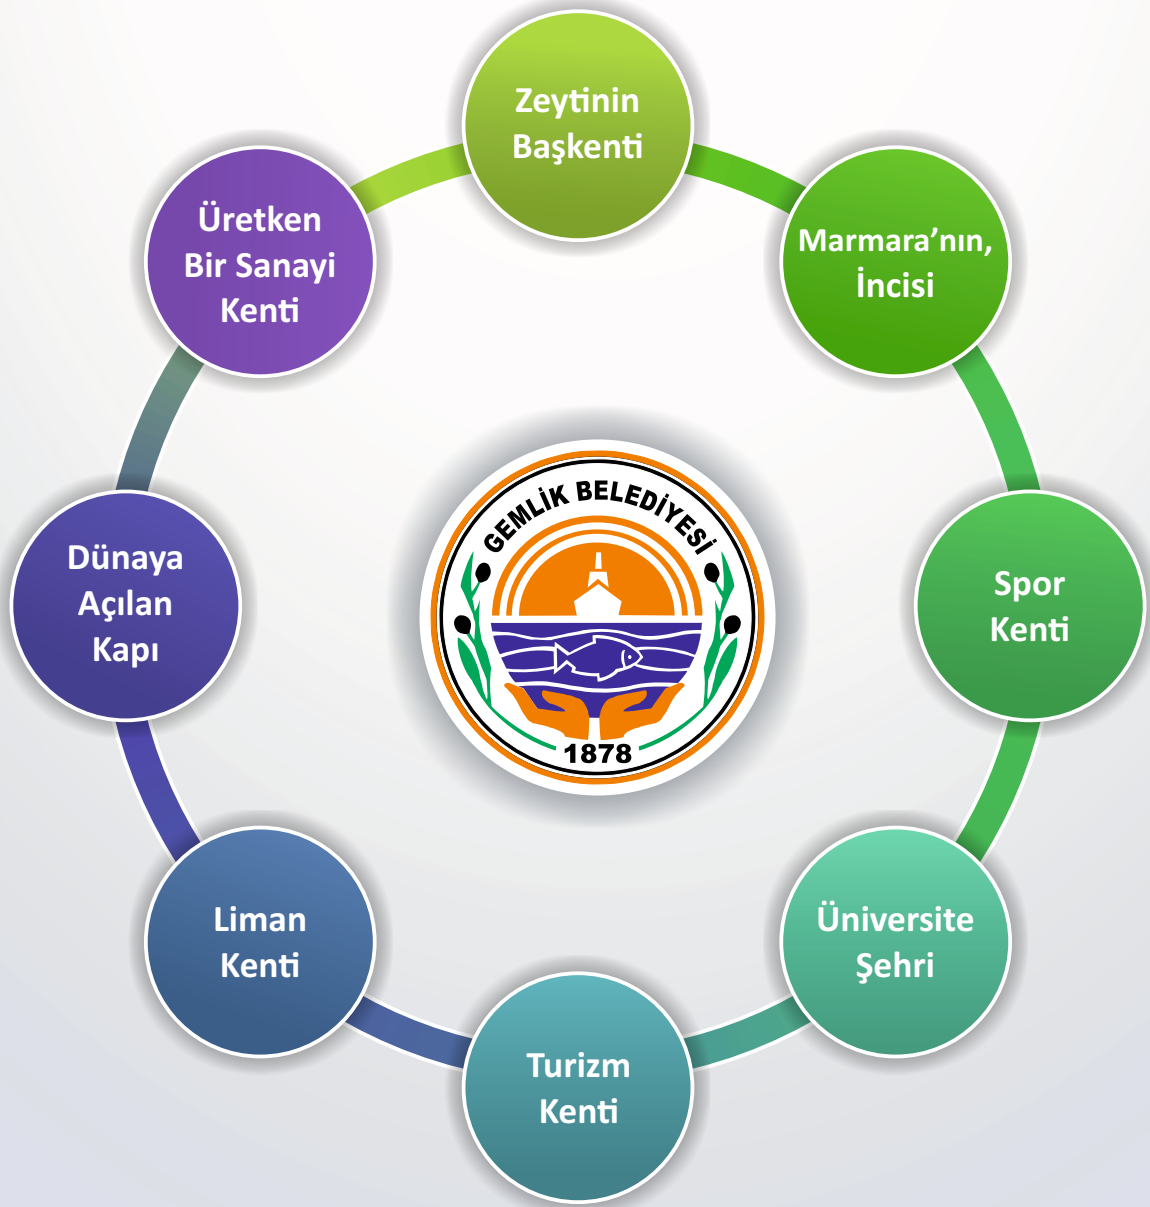 Zeytinin
Başkenti
Marmara’nın,
İncisi
Spor
Kenti
Üniversite
Şehri
Turizm
Kenti
Liman
Kenti
Dünaya
Açılan
Kapı
Üretken
Bir Sanayi
Kenti
GEMLİK BELEDİYESİ
1878